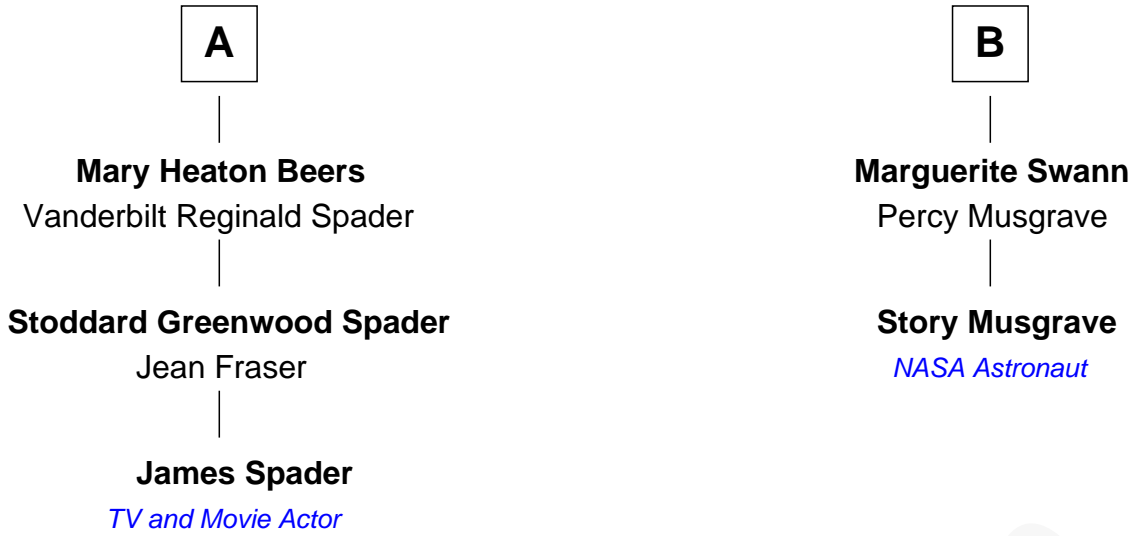 A
Mary Heaton Beers
Vanderbilt Reginald Spader
Stoddard Greenwood Spader
Jean Fraser
James Spader
TV and Movie Actor
B
Marguerite Swann
Percy Musgrave
Story Musgrave
NASA Astronaut